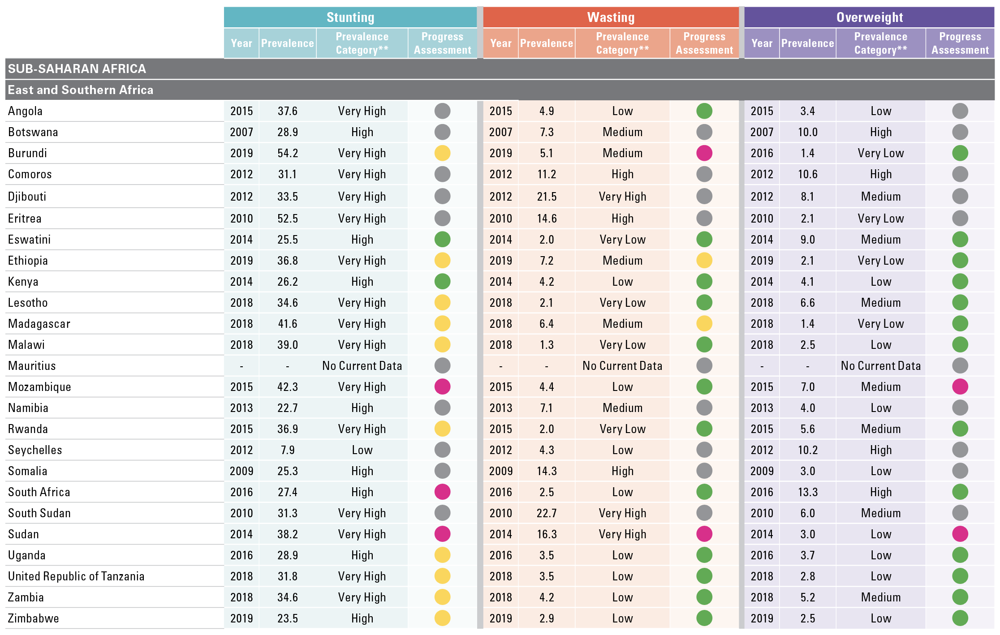 Stunting Wasting Overweight
Year Prevalence Prevalence Category** Progress Assessment Year Prevalence Prevalence Category** Progress Assessment Year Prevalence Prevalence Category** Progress Assessment
SUB-SAHARAN AFRICA
East and Southern Africa
Angola 2015 37.6 Very High 2015 4.9 Low 2015 3.4 Low
Botswana 2007 28.9 High 2007 7.3 Medium 2007 10.0 High
Burundi 2019 54.2 Very High 2019 5.1 Medium 2016 1.4 Very Low
Comoros 2012 31.1 Very High 2012 11.2 High 2012 10.6 High
Djibouti 2012 33.5 Very High 2012 21.5 Very High 2012 8.1 Medium
Eritrea 2010 52.5 Very High 2010 14.6 High 2010 2.1 Very Low
Eswatini 2014 25.5 High 2014 2.0 Very Low 2014 9.0 Medium
Ethiopia 2019 36.8 Very High 2019 7.2 Medium 2019 2.1 Very Low
Kenya 2014 26.2 High 2014 4.2 Low 2014 4.1 Low
Lesotho 2018 34.6 Very High 2018 2.1 Very Low 2018 6.6 Medium
Madagascar 2018 41.6 Very High 2018 6.4 Medium 2018 1.4 Very Low
Malawi 2018 39.0 Very High 2018 1.3 Very Low 2018 2.5 Low
Mauritius - - No Current Data - - No Current Data - - No Current Data
Mozambique 2015 42.3 Very High 2015 4.4 Low 2015 7.0 Medium
Namibia 2013 22.7 High 2013 7.1 Medium 2013 4.0 Low
Rwanda 2015 36.9 Very High 2015 2.0 Very Low 2015 5.6 Medium
Seychelles 2012 7.9 Low 2012 4.3 Low 2012 10.2 High
Somalia 2009 25.3 High 2009 14.3 High 2009 3.0 Low
South Africa 2016 27.4 High 2016 2.5 Low 2016 13.3 High
South Sudan 2010 31.3 Very High 2010 22.7 Very High 2010 6.0 Medium
Sudan 2014 38.2 Very High 2014 16.3 Very High 2014 3.0 Low
Uganda 2016 28.9 High 2016 3.5 Low 2016 3.7 Low
United Republic of Tanzania 2018 31.8 Very High 2018 3.5 Low 2018 2.8 Low
Zambia 2018 34.6 Very High 2018 4.2 Low 2018 5.2 Medium
Zimbabwe 2019 23.5 High 2019 2.9 Low 2019 2.5 Low